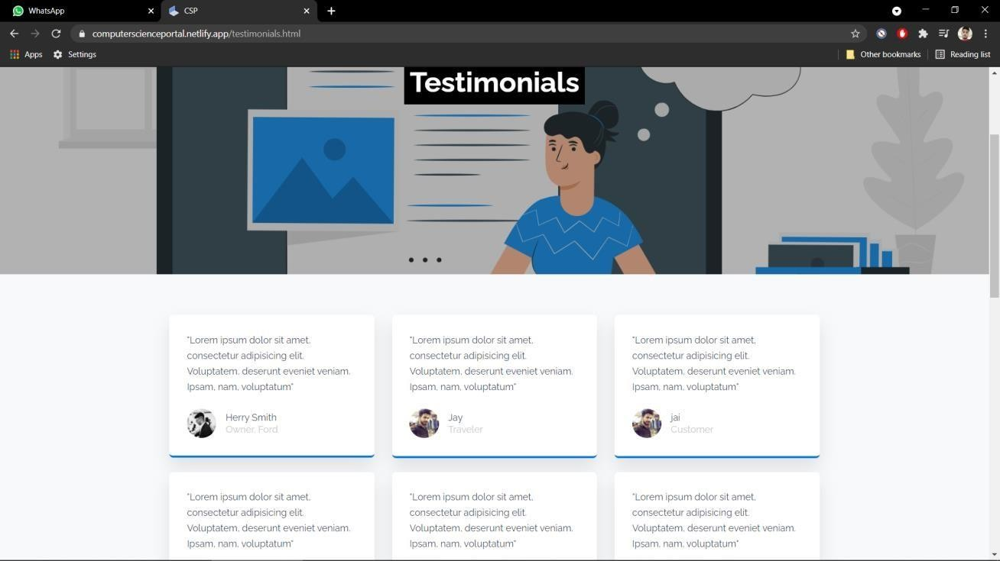 WhatsApp
CSP
computerscienceportal.netlify.app/testimonials.html
Apps
Settings
Other bookmarks
Reading list
Testimonials
"Lorem ipsum dolor sit amet,
consectetur adipisicing elit.
Voluptatem, deserunt eveniet veniam.
Ipsam, nam, voluptatum"
Herry Smith
Owner, Ford
"Lorem ipsum dolor sit amet,
consectetur adipisicing elit.
Voluptatem, deserunt eveniet veniam.
Ipsam, nam, voluptatum"
Jay
Traveler
"Lorem ipsum dolor sit amet,
consectetur adipisicing elit.
Voluptatem, deserunt eveniet veniam.
Ipsam, nam, voluptatum"
jai
Customer
"Lorem ipsum dolor sit amet,
consectetur adipisicing elit.
Voluptatem, deserunt eveniet veniam.
Ipsam, nam, voluptatum"
"Lorem ipsum dolor sit amet,
consectetur adipisicing elit.
Voluptatem, deserunt eveniet veniam.
Ipsam, nam, voluptatum"
"Lorem ipsum dolor sit amet,
consectetur adipisicing elit.
Voluptatem, deserunt eveniet veniam.
Ipsam, nam, voluptatum"